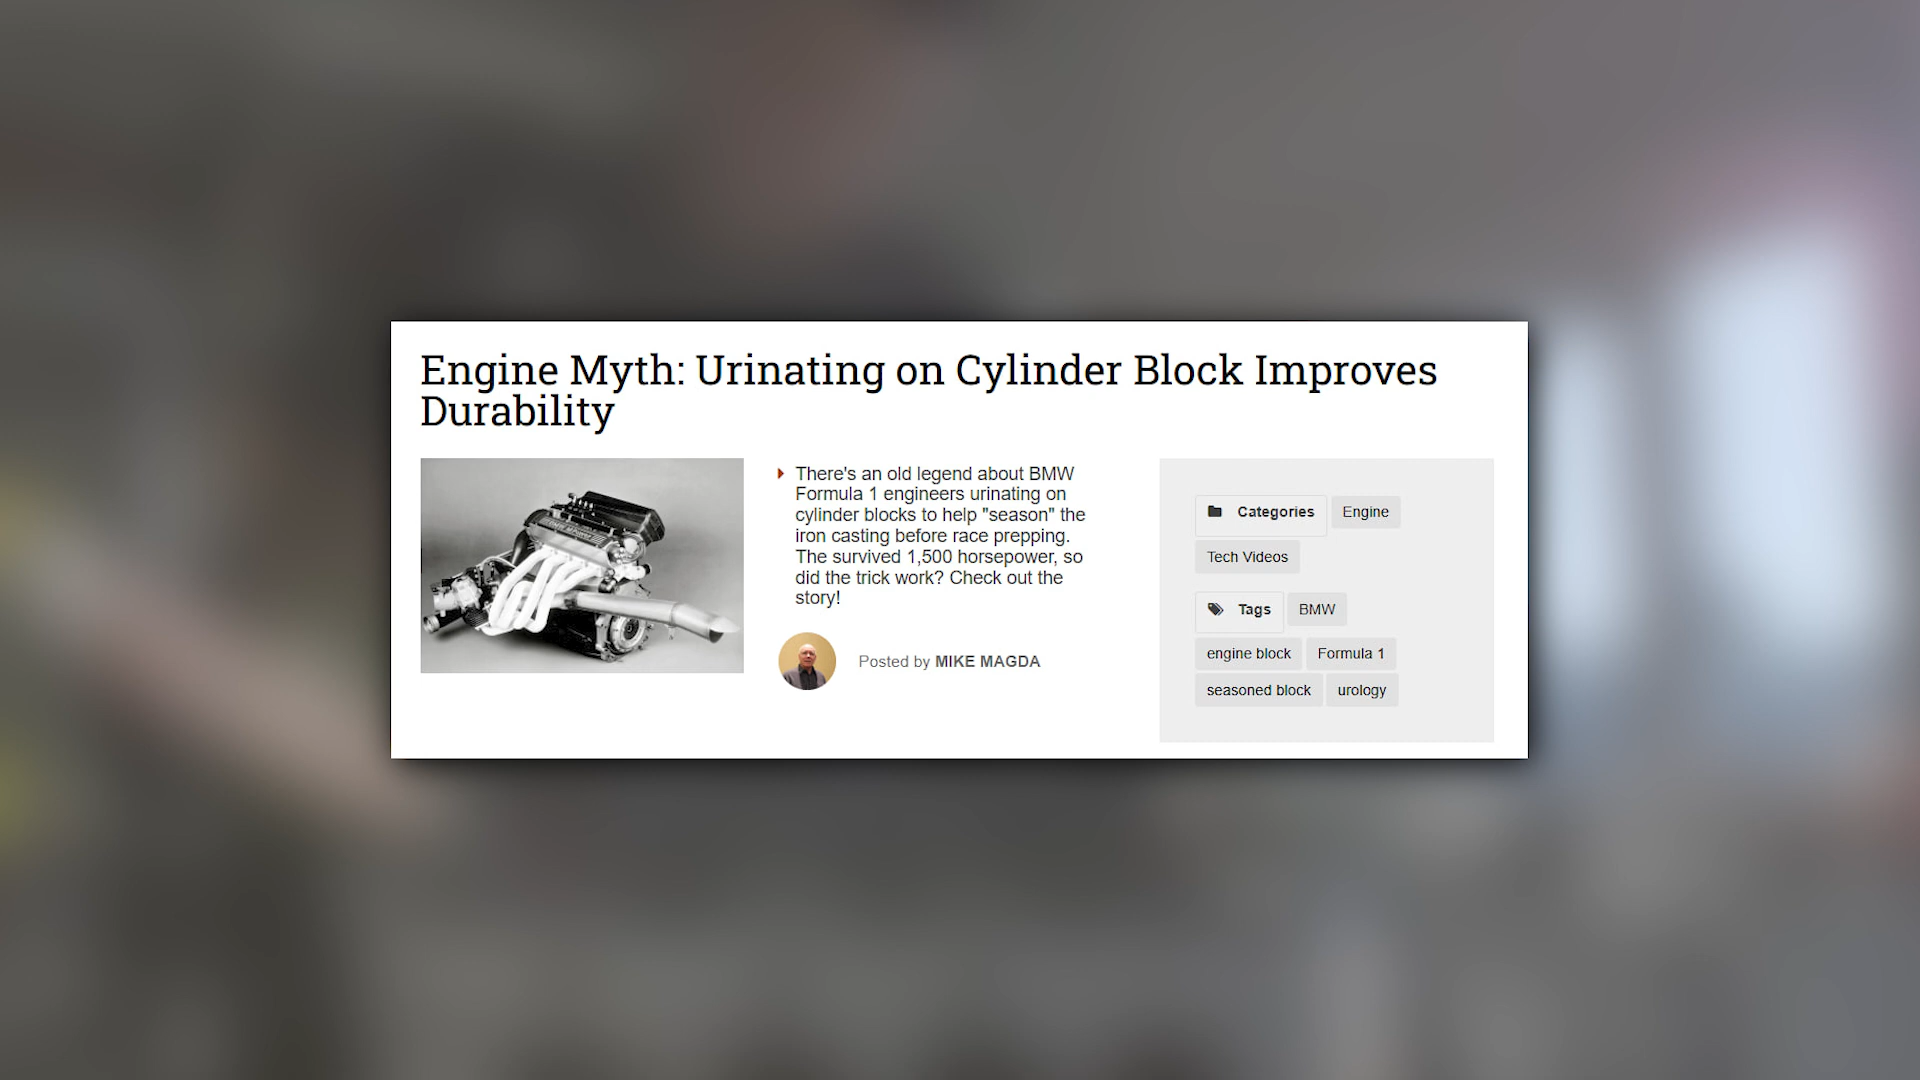 Engine Myth: Urinating on Cylinder Block Improves
Durability
There's an old legend about BMW
Formula 1 engineers urinating on
cylinder blocks to help "season" the
iron casting before race prepping.
The survived 1,500 horsepower, so
did the trick work? Check out the
story!
Posted by MIKE MAGDA
Categories Engine
Tech Videos
Tags BMW
engine block Formula 1
seasoned block urology